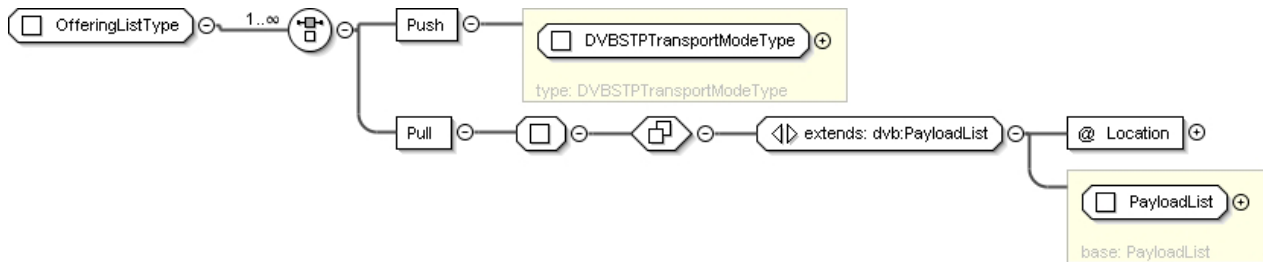 OfferingListType
1..∞
Push
DVBSTPTransportModeType
type: DVBSTPTransportModeType
Pull
extends: dvb:PayloadList
@ Location
PayloadList
base: PayloadList